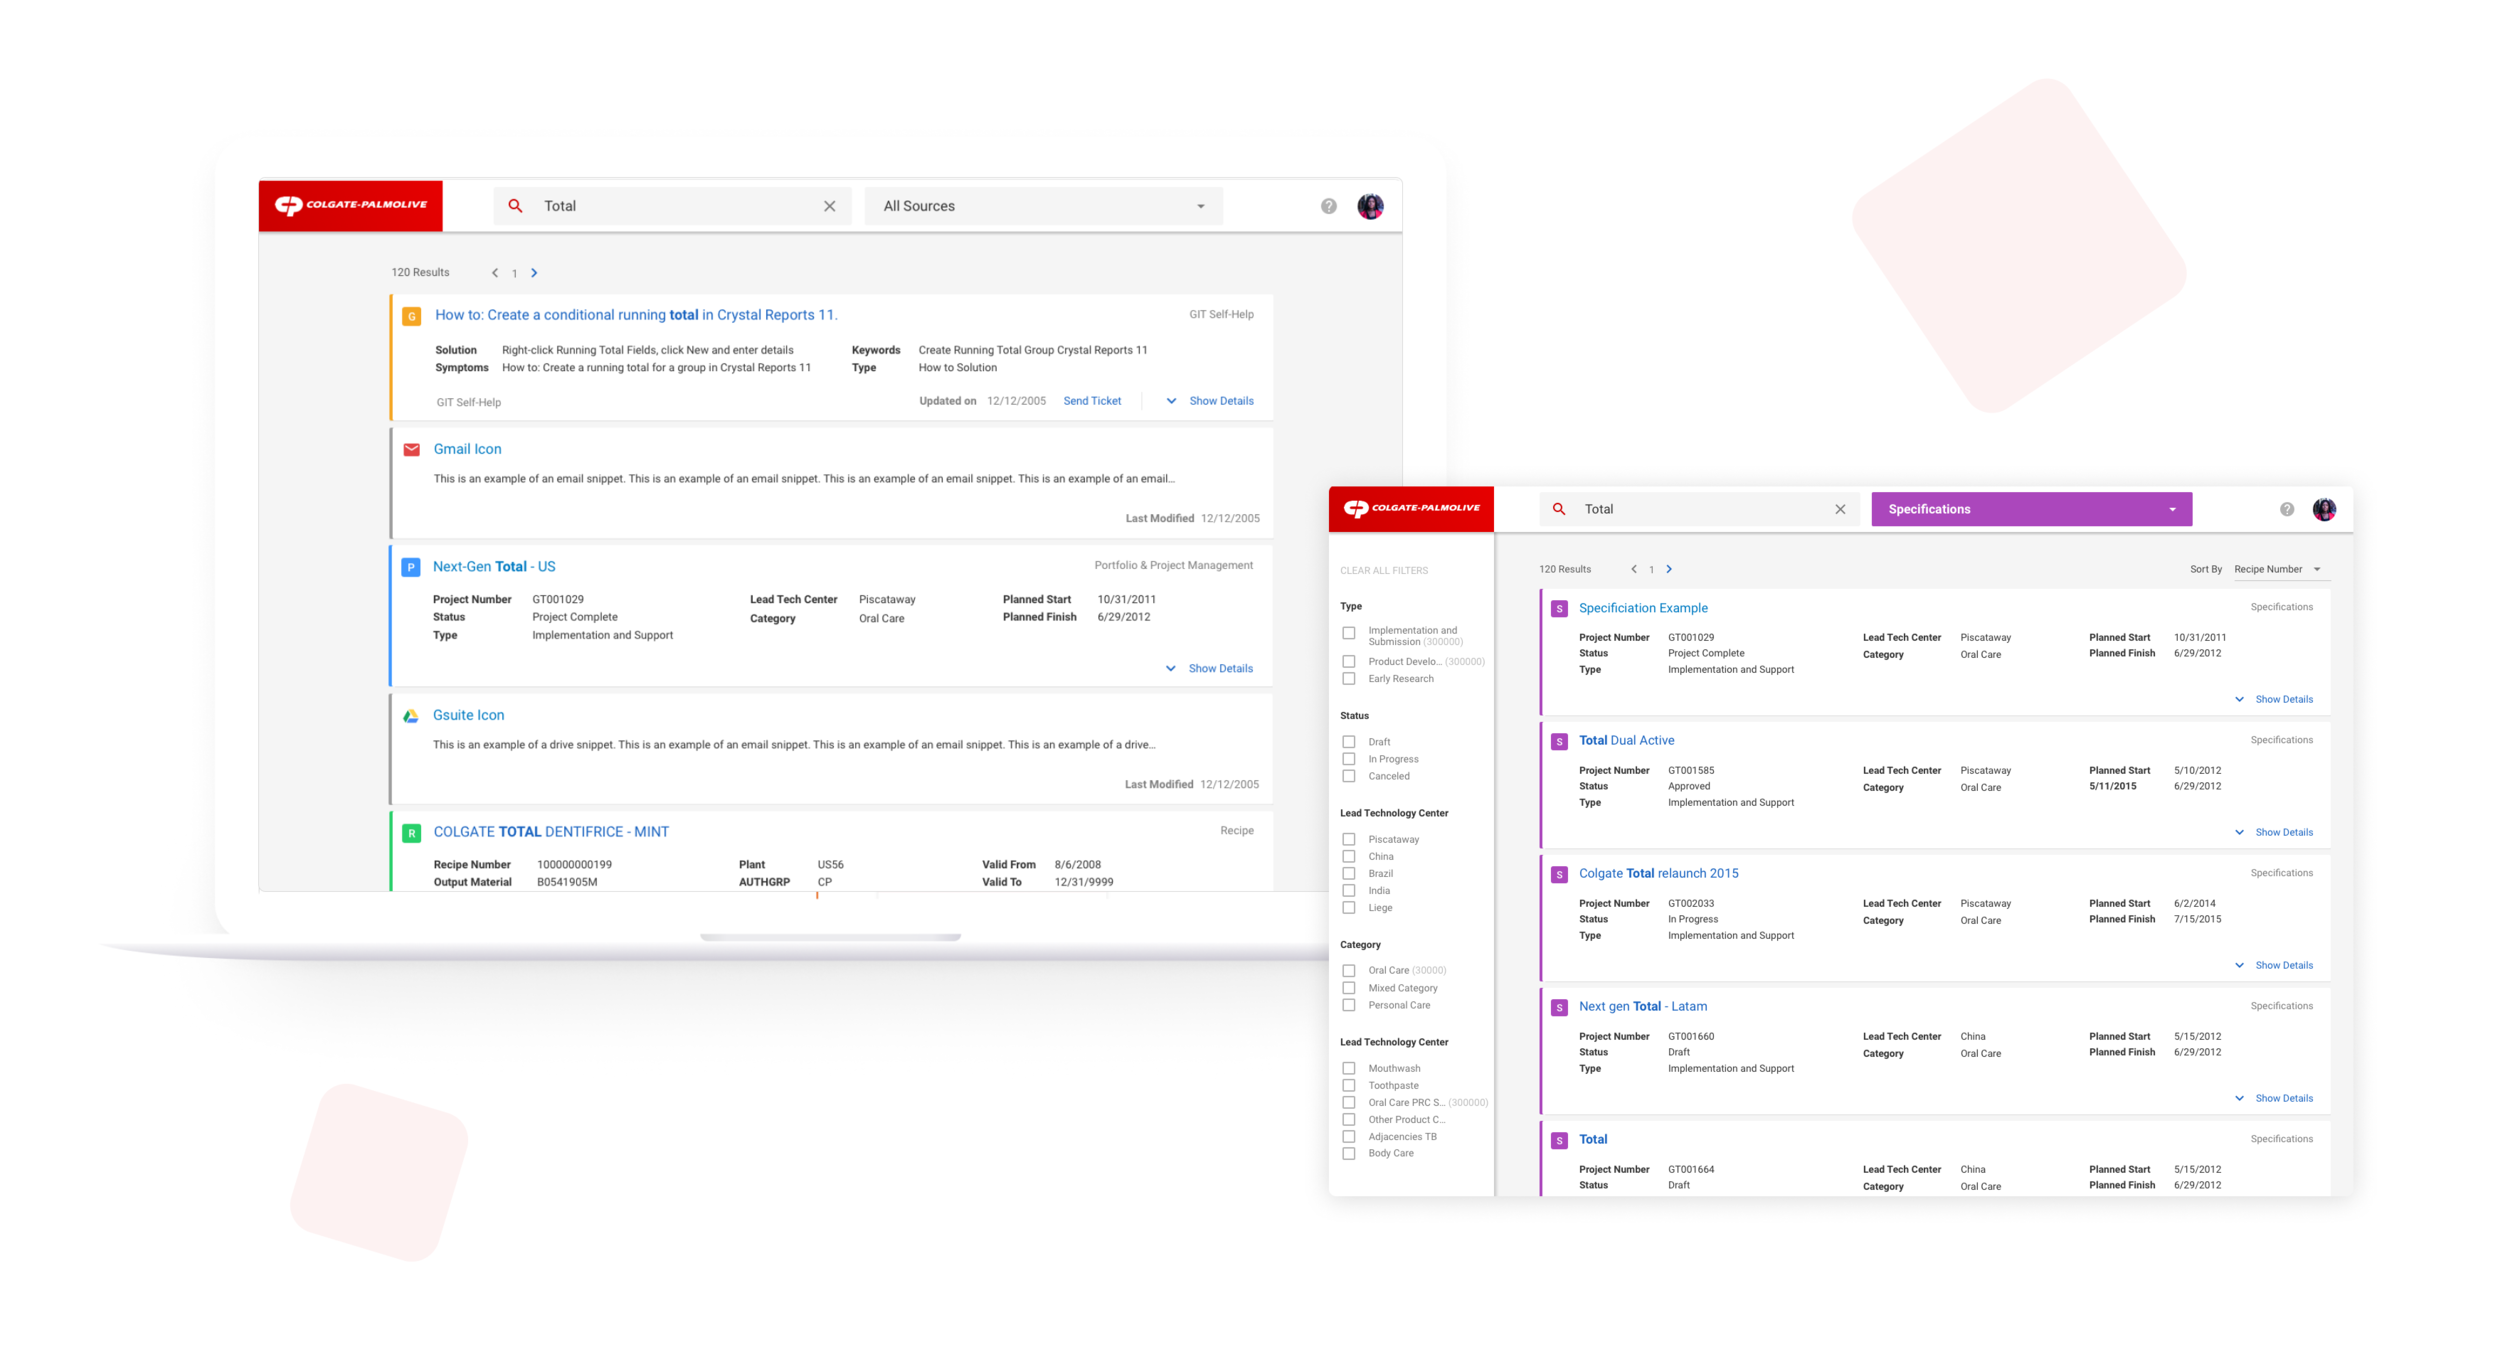 COLGATE-PALMOLIVE
Total
All Sources
120 Results 1
G How to: Create a conditional running total in Crystal Reports 11. GIT Self-Help
Solution Right-click Running Total Fields, click New and enter details Keywords Create Running Total Group Crystal Reports 11
Symptoms How to: Create a running total for a group in Crystal Reports 11 Type How to Solution
GIT Self-Help Updated on 12/12/2005 Send Ticket Show Details
Gmail Icon
This is an example of an email snippet. This is an example of an email snippet. This is an example of an email snippet. This is an example of an email...
Last Modified 12/12/2005
P Next-Gen Total - US Portfolio & Project Management
Project Number GT001029 Lead Tech Center Piscataway Planned Start 10/31/2011
Status Project Complete Category Oral Care Planned Finish 6/29/2012
Type Implementation and Support
Show Details
Gsuite Icon
This is an example of a drive snippet. This is an example of an email snippet. This is an example of an email snippet. This is an example of a drive...
Last Modified 12/12/2005
R COLGATE TOTAL DENTIFRICE - MINT Recipe
Recipe Number 100000000199 Plant US56 Valid From 8/6/2008
Output Material B0541905M AUTHGRP CP Valid To 12/31/9999
COLGATE-PALMOLIVE
Total
Specifications
?
CLEAR ALL FILTERS
Type
Implementation and
Submission (300000)
Product Develo... (300000)
Early Research
Status
Draft
In Progress
Canceled
Lead Technology Center
Piscataway
China
Brazil
India
Liege
Category
Oral Care (30000)
Mixed Category
Personal Care
Lead Technology Center
Mouthwash
Toothpaste
Oral Care PRC S... (300000)
Other Product C...
Adjacencies TB
Body Care
120 Results 1 Sort By Recipe Number
S Specificiation Example Specifications
Project Number GT001029 Lead Tech Center Piscataway Planned Start 10/31/2011
Status Project Complete Category Oral Care Planned Finish 6/29/2012
Type Implementation and Support
Show Details
S Total Dual Active Specifications
Project Number GT001585 Lead Tech Center Piscataway Planned Start 5/10/2012
Status Approved Category Oral Care 5/11/2015 6/29/2012
Type Implementation and Support
Show Details
S Colgate Total relaunch 2015 Specifications
Project Number GT002033 Lead Tech Center Piscataway Planned Start 6/2/2014
Status In Progress Category Oral Care Planned Finish 7/15/2015
Type Implementation and Support
Show Details
S Next gen Total - Latam Specifications
Project Number GT001660 Lead Tech Center China Planned Start 5/15/2012
Status Draft Category Oral Care Planned Finish 6/29/2012
Type Implementation and Support
Show Details
S Total Specifications
Project Number GT001664 Lead Tech Center China Planned Start 5/15/2012
Status Draft Category Oral Care Planned Finish 6/29/2012